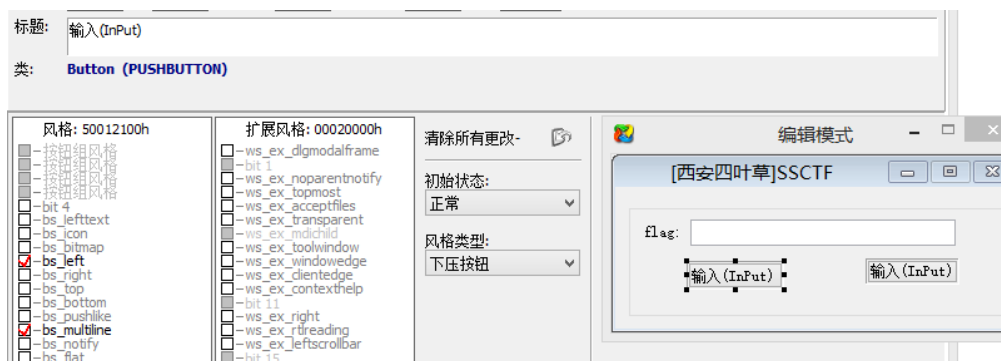 标题:
输入(InPut)
类:
Button (PUSHBUTTON)
风格: 50012100h
按钮组风格
按钮组风格
按钮组风格
按钮组风格
bit 4
bs_lefttext
bs_icon
bs_bitmap
bs_left
bs_right
bs_top
bs_bottom
bs_pushlike
bs_multiline
bs_notify
bs_flat
扩展风格: 00020000h
ws_ex_dlgmodalframe
bit 1
ws_ex_noparentnotify
ws_ex_topmost
ws_ex_acceptfiles
ws_ex_transparent
ws_ex_mdichild
ws_ex_toolwindow
ws_ex_windowedge
ws_ex_clientedge
ws_ex_contexthelp
bit 11
ws_ex_right
ws_ex_rtlreading
ws_ex_leftscrollbar
bit 15
清除所有更改-
初始状态:
正常
风格类型:
下压按钮
编辑模式
[西安四叶草]SSCTF
flag:
输入(InPut)
输入(InPut)